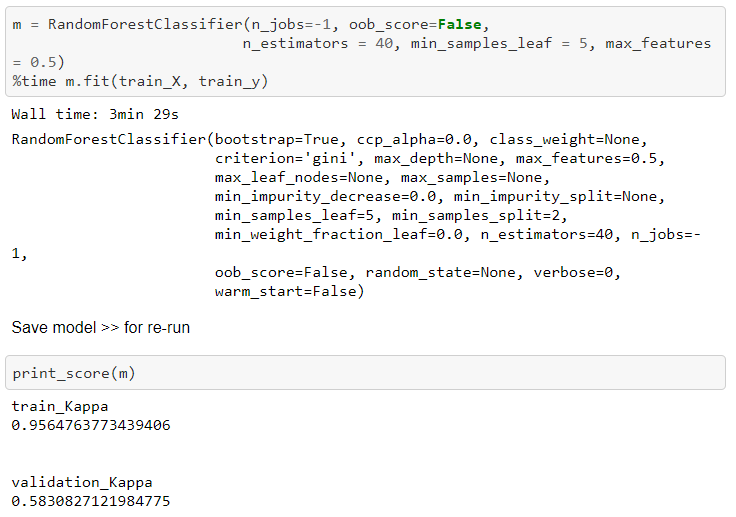 m = RandomForestClassifier(n_jobs=-1, oob_score=False,
n_estimators = 40, min_samples_leaf = 5, max_features
= 0.5)
%time m.fit(train_X, train_y)
Wall time: 3min 29s
RandomForestClassifier(bootstrap=True, ccp_alpha=0.0, class_weight=None,
criterion='gini', max_depth=None, max_features=0.5,
max_leaf_nodes=None, max_samples=None,
min_impurity_decrease=0.0, min_impurity_split=None,
min_samples_leaf=5, min_samples_split=2,
min_weight_fraction_leaf=0.0, n_estimators=40, n_jobs=-
1,
oob_score=False, random_state=None, verbose=0,
warm_start=False)
Save model >> for re-run
print_score(m)
train_Kappa
0.9564763773439406
validation_Kappa
0.5830827121984775